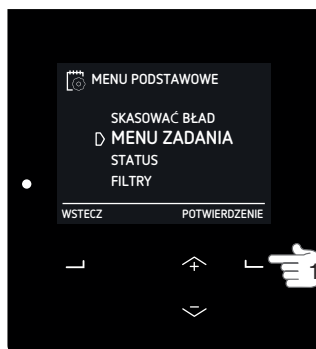 MENU PODSTAWOWE
SKASOWAĆ BŁAD
MENU ZADANIA
STATUS
FILTRY
WSTECZ POTWIERDZENIE
1